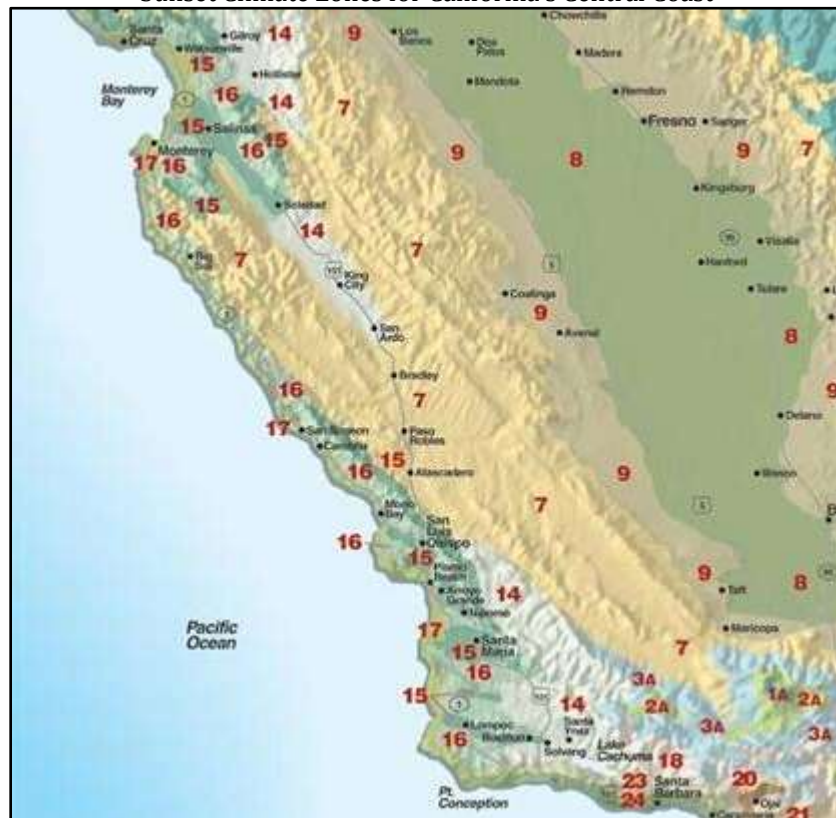 Sunset Climate Zones for California's Central Coast
Chowchilla
Santa
Cruz
Gilroy
14
9
Los
Banos
Dos
Palos
Madera
Watsonville
15
Hollister
Mendota
Herndon
Monterey
Bay
1
16
14
7
Fresno
Sanger
15
Salinas
15
Monterey
16
9
8
9
7
17
16
Kingsburg
16
15
Soledad
14
7
Visalia
Big
Sur
7
Hanford
King
City
5
Tulare
Coalinga
9
San
Ardo
Avenal
8
Bradley
16
7
9
Delano
17
San Simeon
Cambria
Paso
Robles
15
16
Atascadero
9
Wasco
7
5
Morro
Bay
San
Luis
Obispo
16
15
Pismo
Beach
9
8
14
Taft
Arroyo
Grande
Nipomo
17
Maricopa
Pacific
Ocean
Santa
Maria
15
7
16
3A
1A
2A
15
14
2A
3A
3A
Lompoc
Santa
Ynez
16
Buellton
Solvang
Lake
Cachuma
18
23
Santa
Barbara
20
Pt.
Conception
24
Ojai
Carpinteria
21